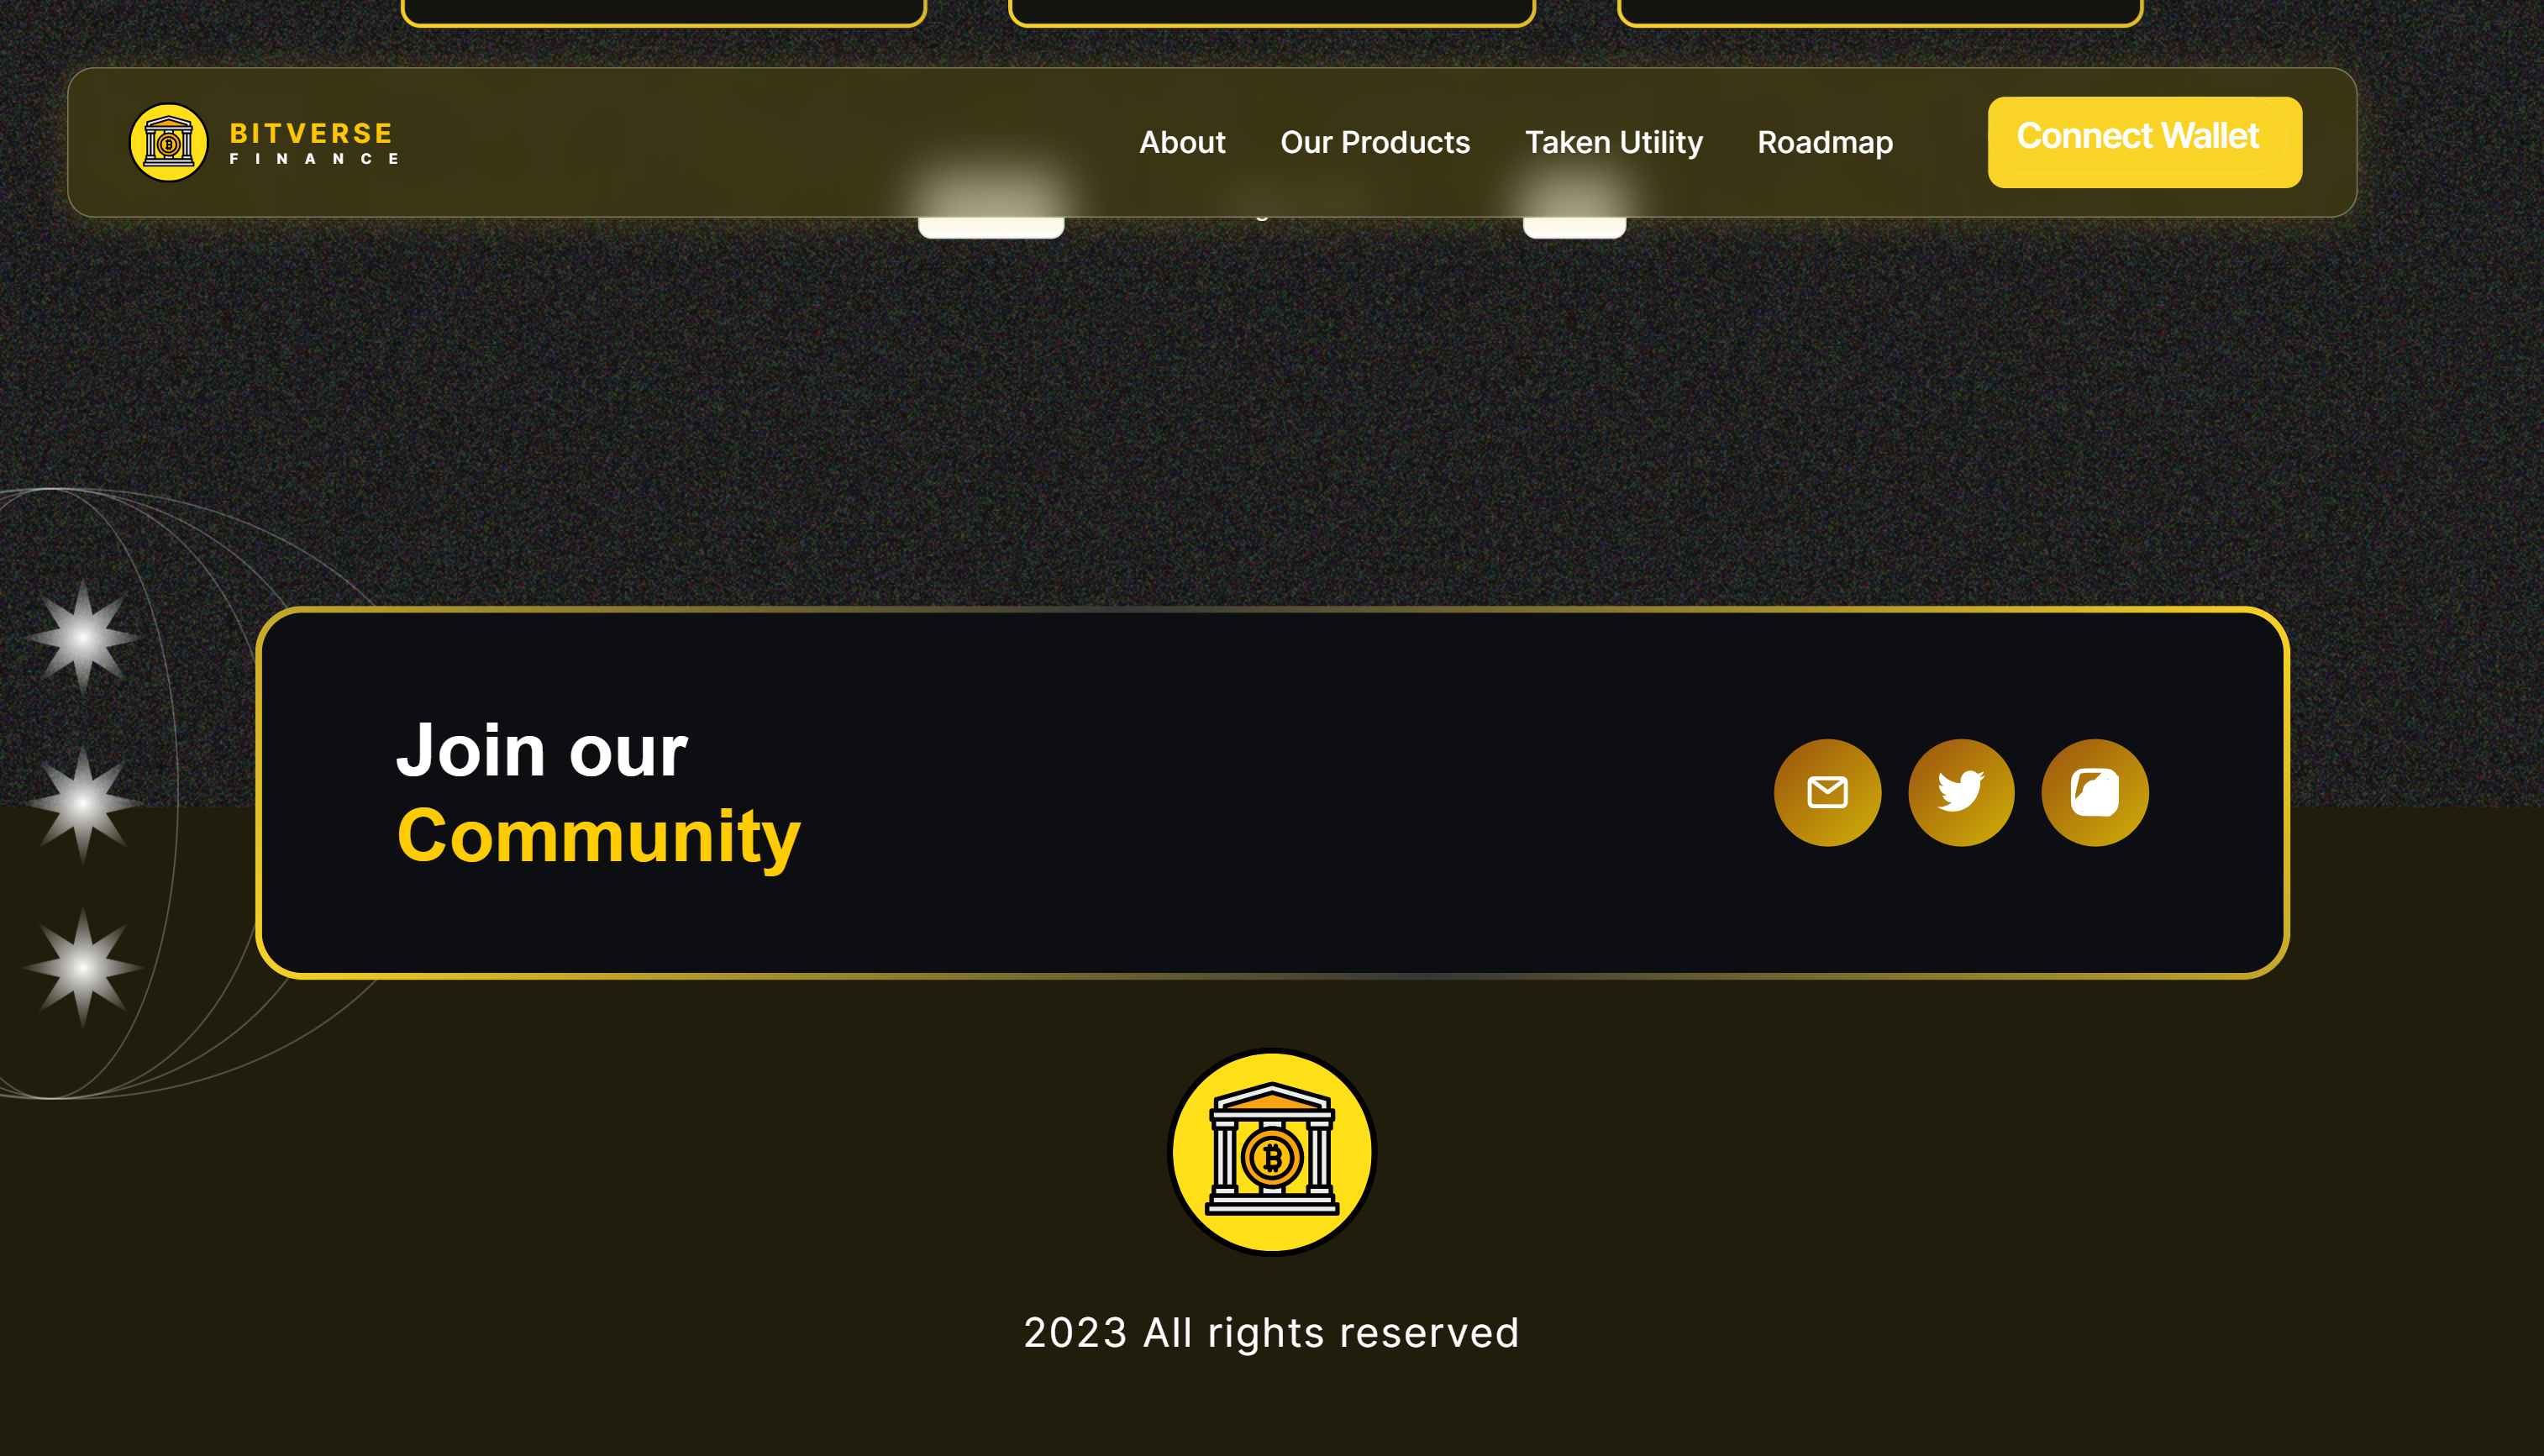 BITVERSE
FINANCE
About
Our Products
Taken Utility
Roadmap
Connect Wallet
Join our
Community
2023 All rights reserved